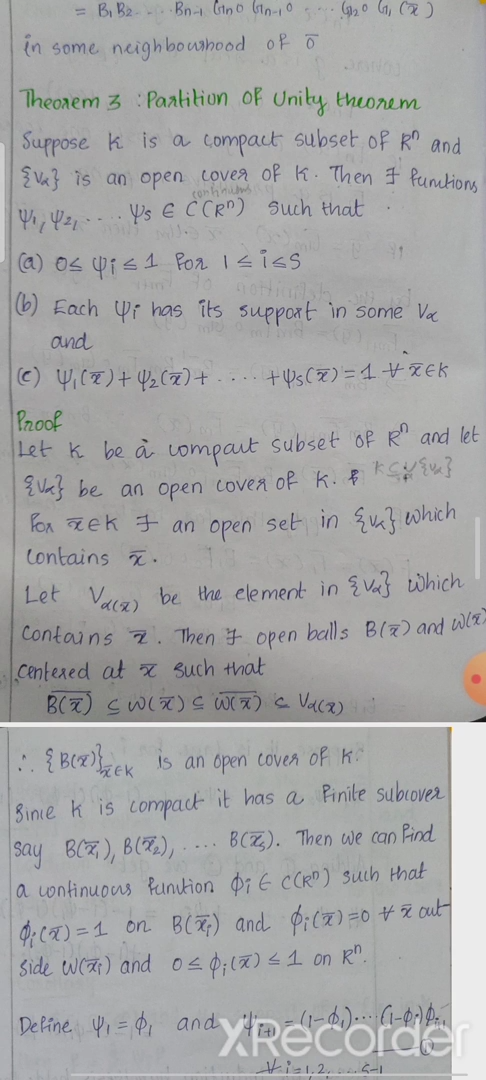 = B₁B₂ ..... Bn-1 Gn∘ Gn-1∘ ... G₂∘ G₁ (x̄)
in some neighbourhood of ō
Theorem 3 : Partition of Unity theorem
Suppose K is a compact subset of Rⁿ and
{Vα} is an open cover of K. Then ∃ functions
continuous
ψ₁, ψ₂, .... ψs ∈ C(Rⁿ) such that
(a) 0 ≤ ψi ≤ 1 for 1 ≤ i ≤ s
(b) Each ψi has its support in some Vα
and
(c) ψ₁(x̄) + ψ₂(x̄) + .... + ψs(x̄) = 1 ∀ x̄ ∈ K
Proof
Let K be a compact subset of Rⁿ and let
{Vα} be an open cover of K. K ⊆ ∪{Vα}
For x̄ ∈ K ∃ an open set in {Vα} which
contains x̄.
Let Vα(x̄) be the element in {Vα} which
contains x̄. Then ∃ open balls B(x̄) and W(x̄)
centered at x̄ such that
B̅(̅x̅)̅ ⊆ W(x̄) ⊆ W̅(̅x̅)̅ ⊆ Vα(x̄)
∴ {B(x̄)}x̄∈K is an open cover of K.
Since K is compact it has a finite subcover
say B(x̄₁), B(x̄₂), .... B(x̄s). Then we can find
a continuous function ϕi ∈ C(Rⁿ) such that
ϕi(x̄) = 1 on B(x̄i) and ϕi(x̄) = 0 ∀ x̄ out
side W(x̄i) and 0 ≤ ϕi(x̄) ≤ 1 on Rⁿ.
Define ψ₁ = ϕ₁ and ψi+1 = (1-ϕ₁)...(1-ϕi)ϕi+1
XRecorder
∀ i = 1, 2, .... s-1